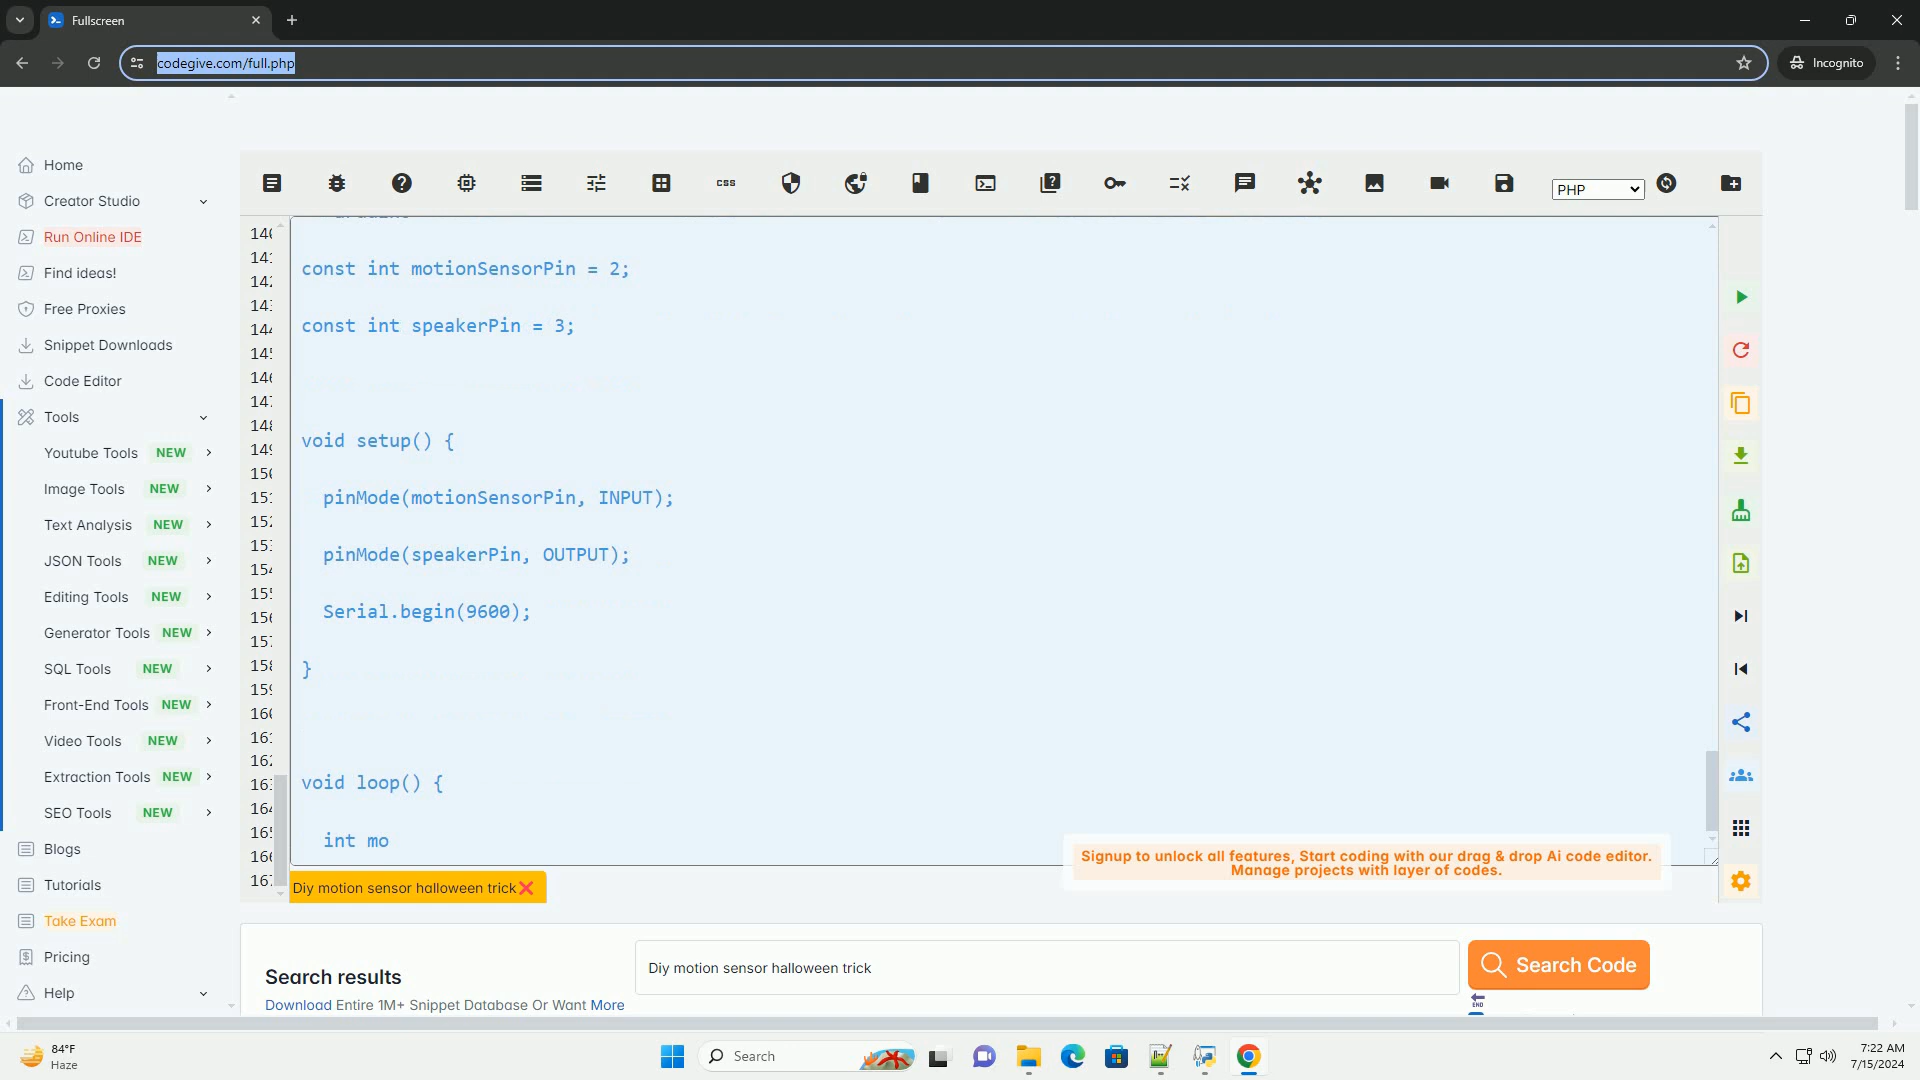 Fullscreen
codegive.com/full.php
Incognito
Home
Creator Studio
Run Online IDE
Find ideas!
Free Proxies
Snippet Downloads
Code Editor
Tools
Youtube Tools NEW
Image Tools NEW
Text Analysis NEW
JSON Tools NEW
Editing Tools NEW
Generator Tools NEW
SQL Tools NEW
Front-End Tools NEW
Video Tools NEW
Extraction Tools NEW
SEO Tools NEW
Blogs
Tutorials
Take Exam
Pricing
Help
css
PHP
const int motionSensorPin = 2;
const int speakerPin = 3;
void setup() {
pinMode(motionSensorPin, INPUT);
pinMode(speakerPin, OUTPUT);
Serial.begin(9600);
}
void loop() {
int mo
Signup to unlock all features, Start coding with our drag & drop Ai code editor.
Manage projects with layer of codes.
Diy motion sensor halloween trick
Search results
Diy motion sensor halloween trick
Search Code
Download Entire 1M+ Snippet Database Or Want More
END
84°F
Haze
Search
7:22 AM
7/15/2024